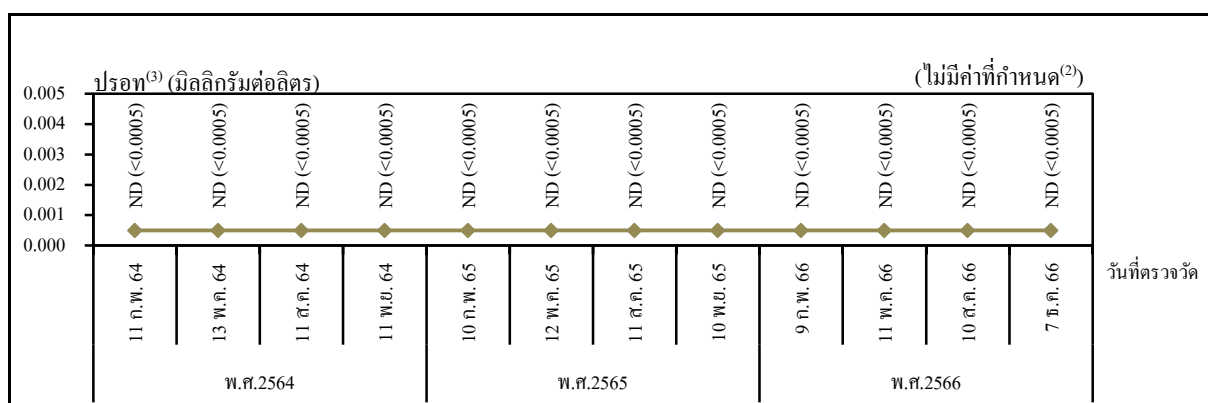 ปรอท⁽³⁾ (มิลลิกรัมต่อลิตร)
(ไม่มีค่าที่กำหนด⁽²⁾)
0.005
0.004
0.003
0.002
0.001
0.000
ND (<0.0005)
ND (<0.0005)
ND (<0.0005)
ND (<0.0005)
ND (<0.0005)
ND (<0.0005)
ND (<0.0005)
ND (<0.0005)
ND (<0.0005)
ND (<0.0005)
ND (<0.0005)
ND (<0.0005)
11 ก.พ. 64
13 พ.ค. 64
11 ส.ค. 64
11 พ.ย. 64
10 ก.พ. 65
12 พ.ค. 65
11 ส.ค. 65
10 พ.ย. 65
9 ก.พ. 66
11 พ.ค. 66
10 ส.ค. 66
7 ธ.ค. 66
วันที่ตรวจวัด
พ.ศ.2564
พ.ศ.2565
พ.ศ.2566